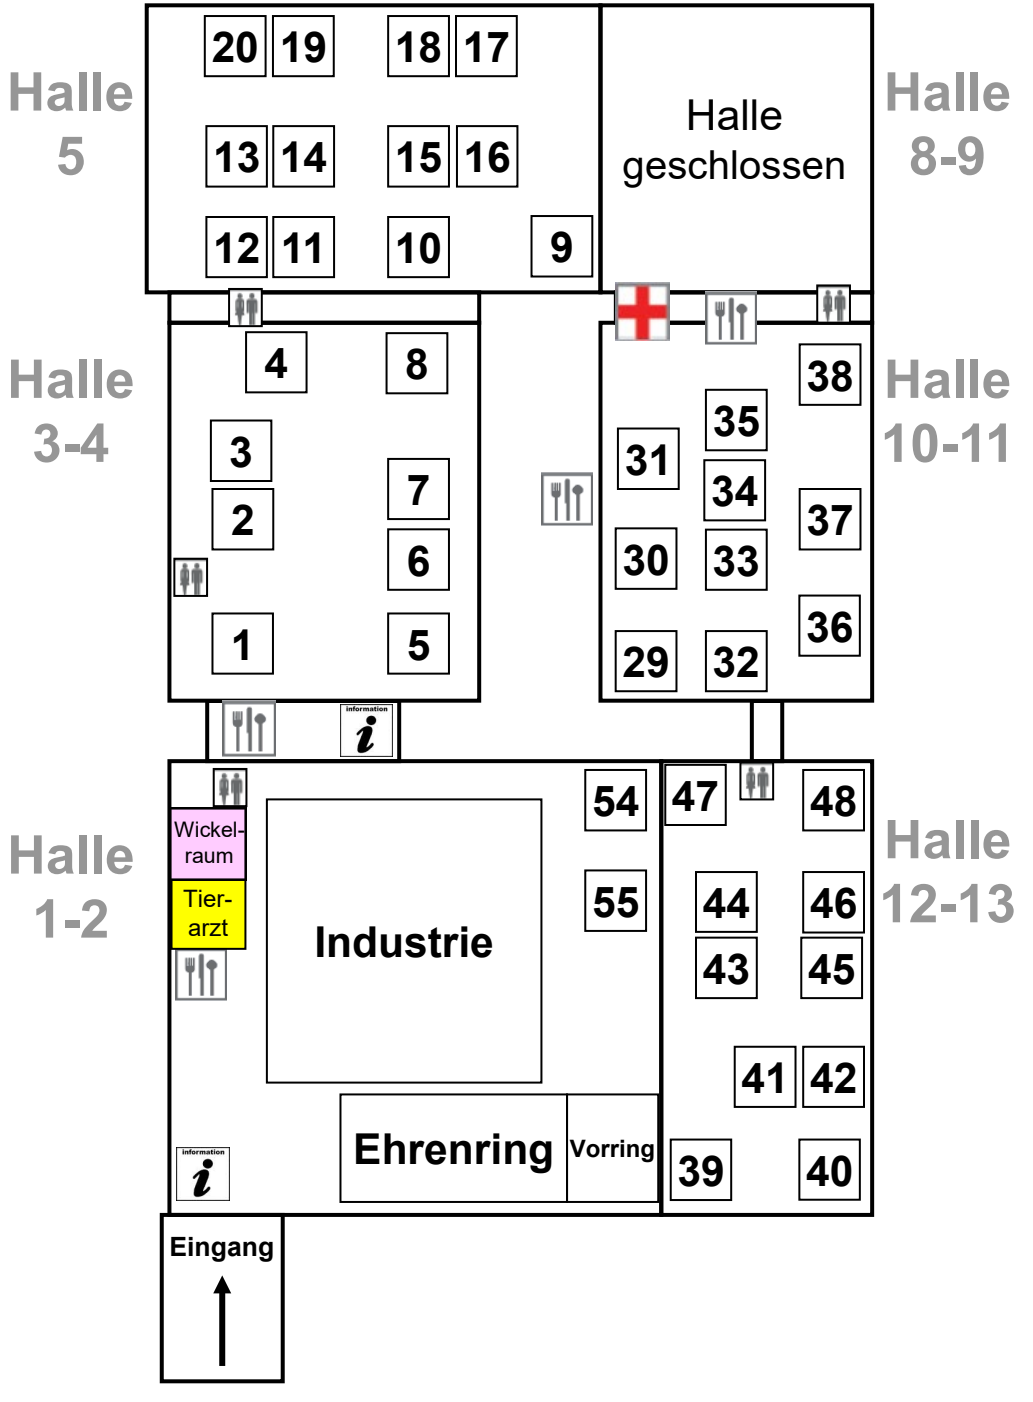 20 19 18 17
Halle
5
Halle
geschlossen
Halle
8-9
13 14 15 16
12 11 10 9
4 8
38
Halle
3-4
Halle
10-11
35
3
31
7
34
2
37
6
30 33
36
1 5
29 32
information
i
54
47
48
Wickel-
raum
Halle
1-2
Halle
12-13
Tier-
arzt
55
44 46
Industrie
43 45
41 42
Ehrenring
Vorring
information
i
39 40
Eingang